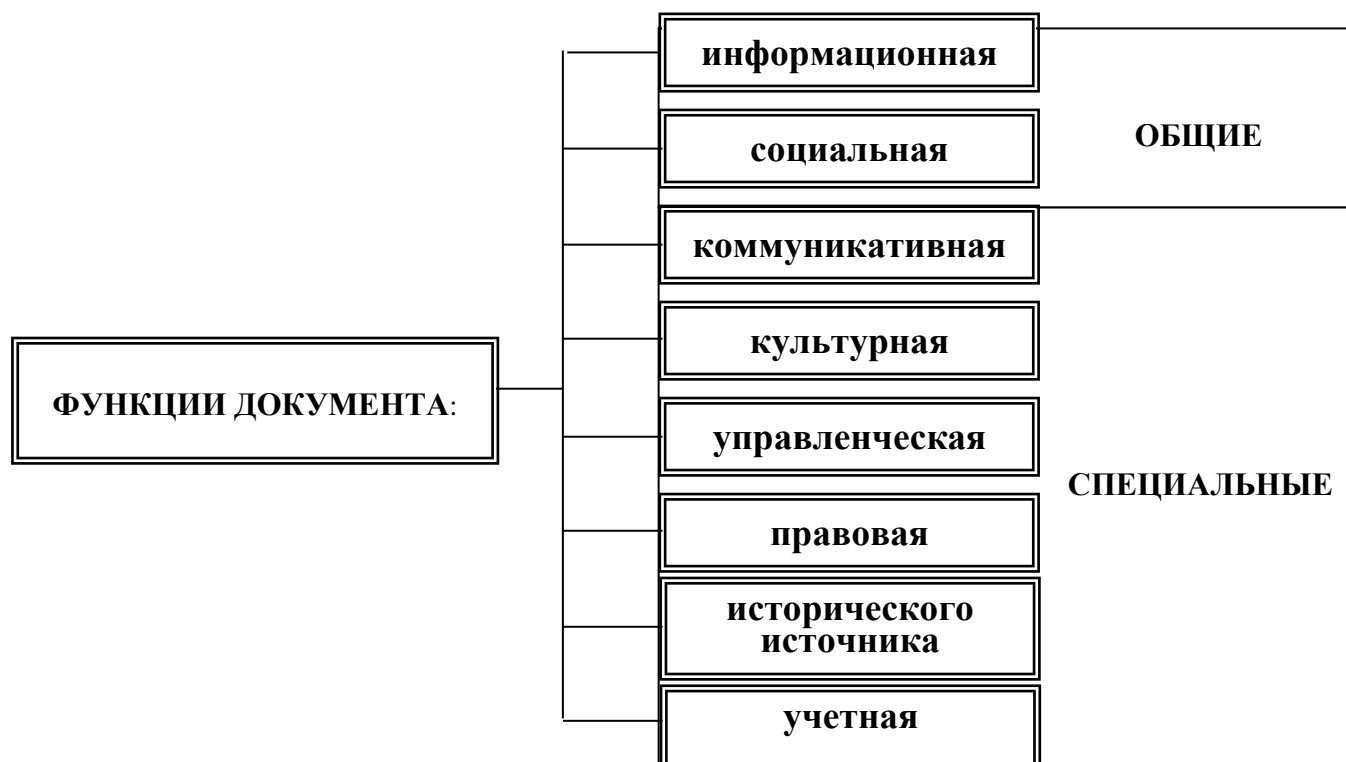 информационная
социальная
ОБЩИЕ
коммуникативная
культурная
ФУНКЦИИ ДОКУМЕНТА:
управленческая
СПЕЦИАЛЬНЫЕ
правовая
исторического
источника
учетная